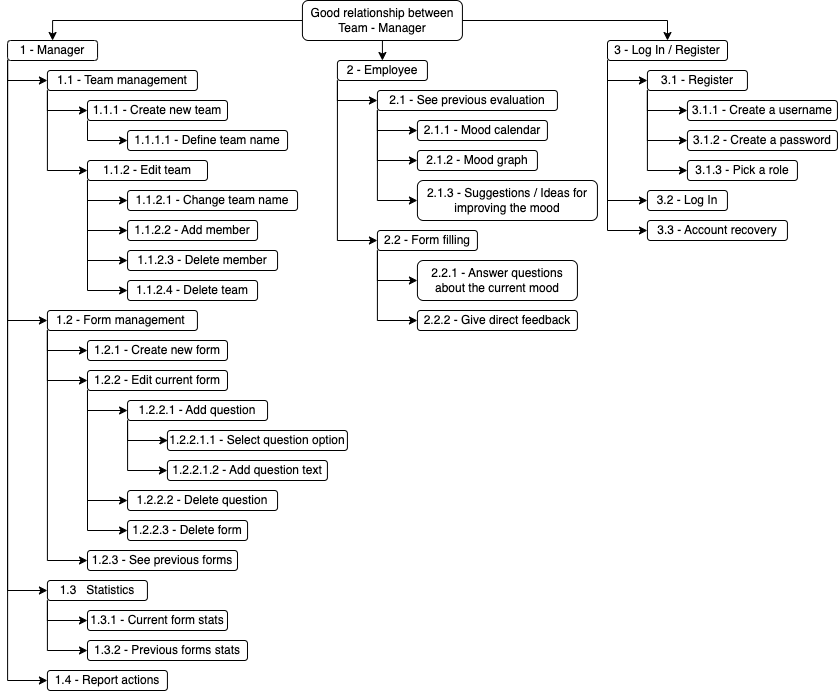 Good relationship between
Team - Manager
1 - Manager
1.1 - Team management
1.1.1 - Create new team
1.1.1.1 - Define team name
1.1.2 - Edit team
1.1.2.1 - Change team name
1.1.2.2 - Add member
1.1.2.3 - Delete member
1.1.2.4 - Delete team
1.2 - Form management
1.2.1 - Create new form
1.2.2 - Edit current form
1.2.2.1 - Add question
1.2.2.1.1 - Select question option
1.2.2.1.2 - Add question text
1.2.2.2 - Delete question
1.2.2.3 - Delete form
1.2.3 - See previous forms
1.3 Statistics
1.3.1 - Current form stats
1.3.2 - Previous forms stats
1.4 - Report actions
2 - Employee
2.1 - See previous evaluation
2.1.1 - Mood calendar
2.1.2 - Mood graph
2.1.3 - Suggestions / Ideas for
improving the mood
2.2 - Form filling
2.2.1 - Answer questions
about the current mood
2.2.2 - Give direct feedback
3 - Log In / Register
3.1 - Register
3.1.1 - Create a username
3.1.2 - Create a password
3.1.3 - Pick a role
3.2 - Log In
3.3 - Account recovery